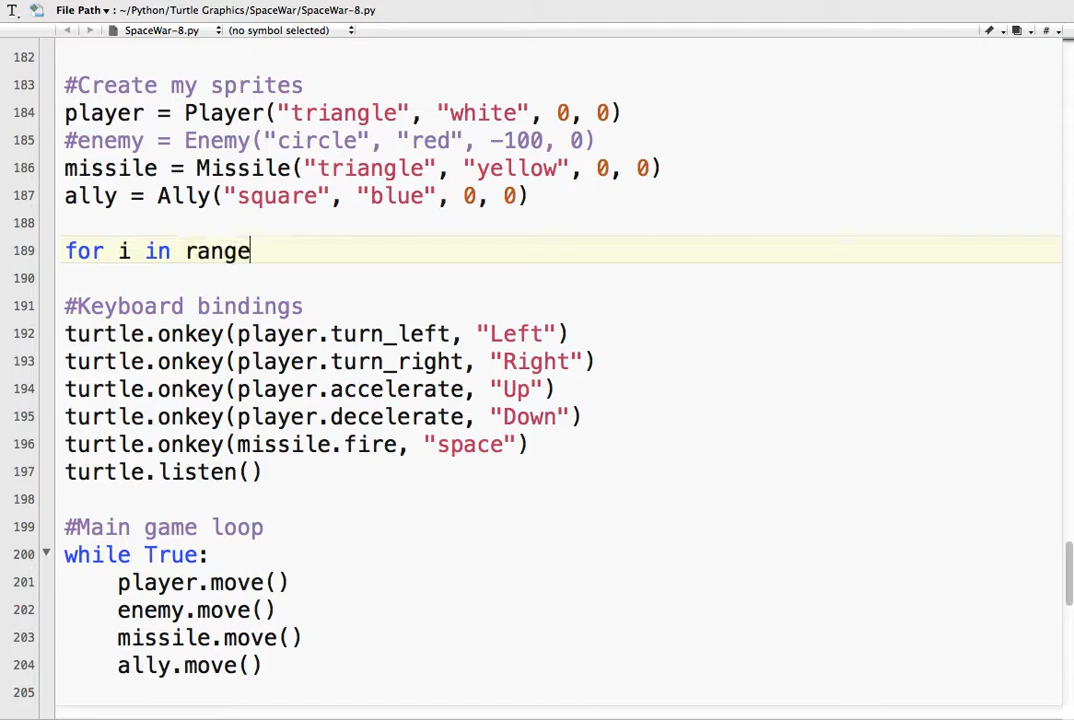 File Path ▾ : ~/Python/Turtle Graphics/SpaceWar/SpaceWar-8.py
SpaceWar-8.py (no symbol selected) #
182
183 #Create my sprites
184 player = Player("triangle", "white", 0, 0)
185 #enemy = Enemy("circle", "red", -100, 0)
186 missile = Missile("triangle", "yellow", 0, 0)
187 ally = Ally("square", "blue", 0, 0)
188
189 for i in range
190
191 #Keyboard bindings
192 turtle.onkey(player.turn_left, "Left")
193 turtle.onkey(player.turn_right, "Right")
194 turtle.onkey(player.accelerate, "Up")
195 turtle.onkey(player.decelerate, "Down")
196 turtle.onkey(missile.fire, "space")
197 turtle.listen()
198
199 #Main game loop
200 while True:
201     player.move()
202     enemy.move()
203     missile.move()
204     ally.move()
205